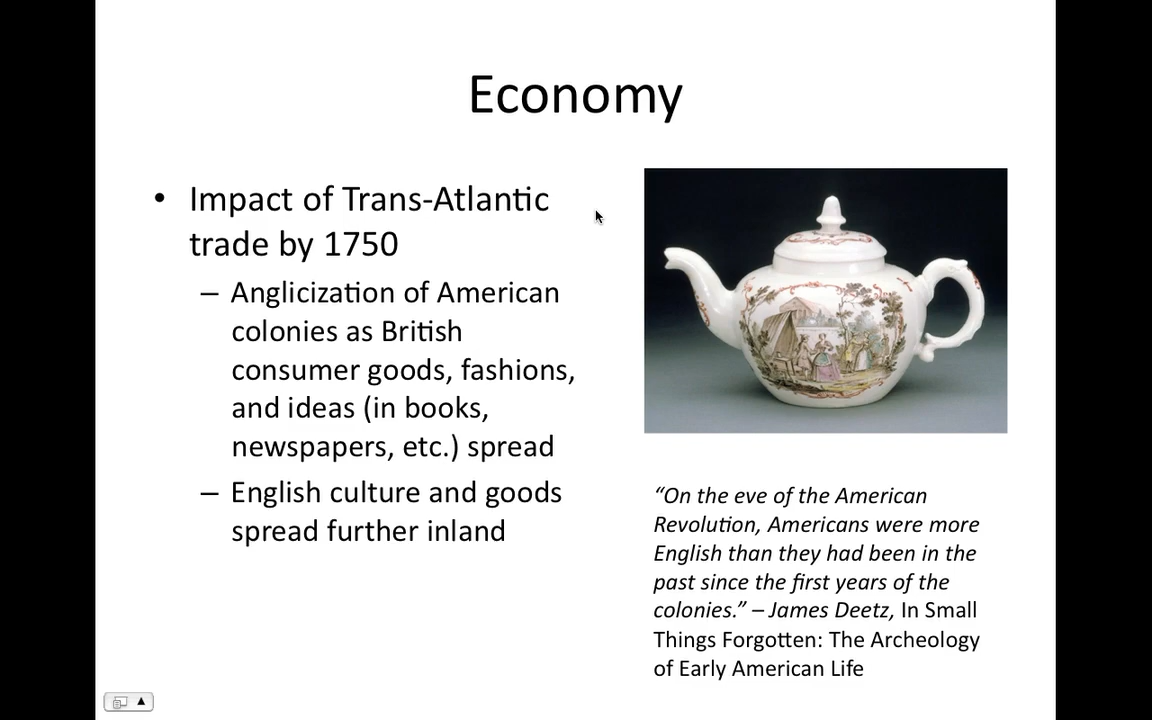 Economy
• Impact of Trans-Atlantic
trade by 1750
– Anglicization of American
colonies as British
consumer goods, fashions,
and ideas (in books,
newspapers, etc.) spread
– English culture and goods
spread further inland
“On the eve of the American
Revolution, Americans were more
English than they had been in the
past since the first years of the
colonies.” – James Deetz, In Small
Things Forgotten: The Archeology
of Early American Life